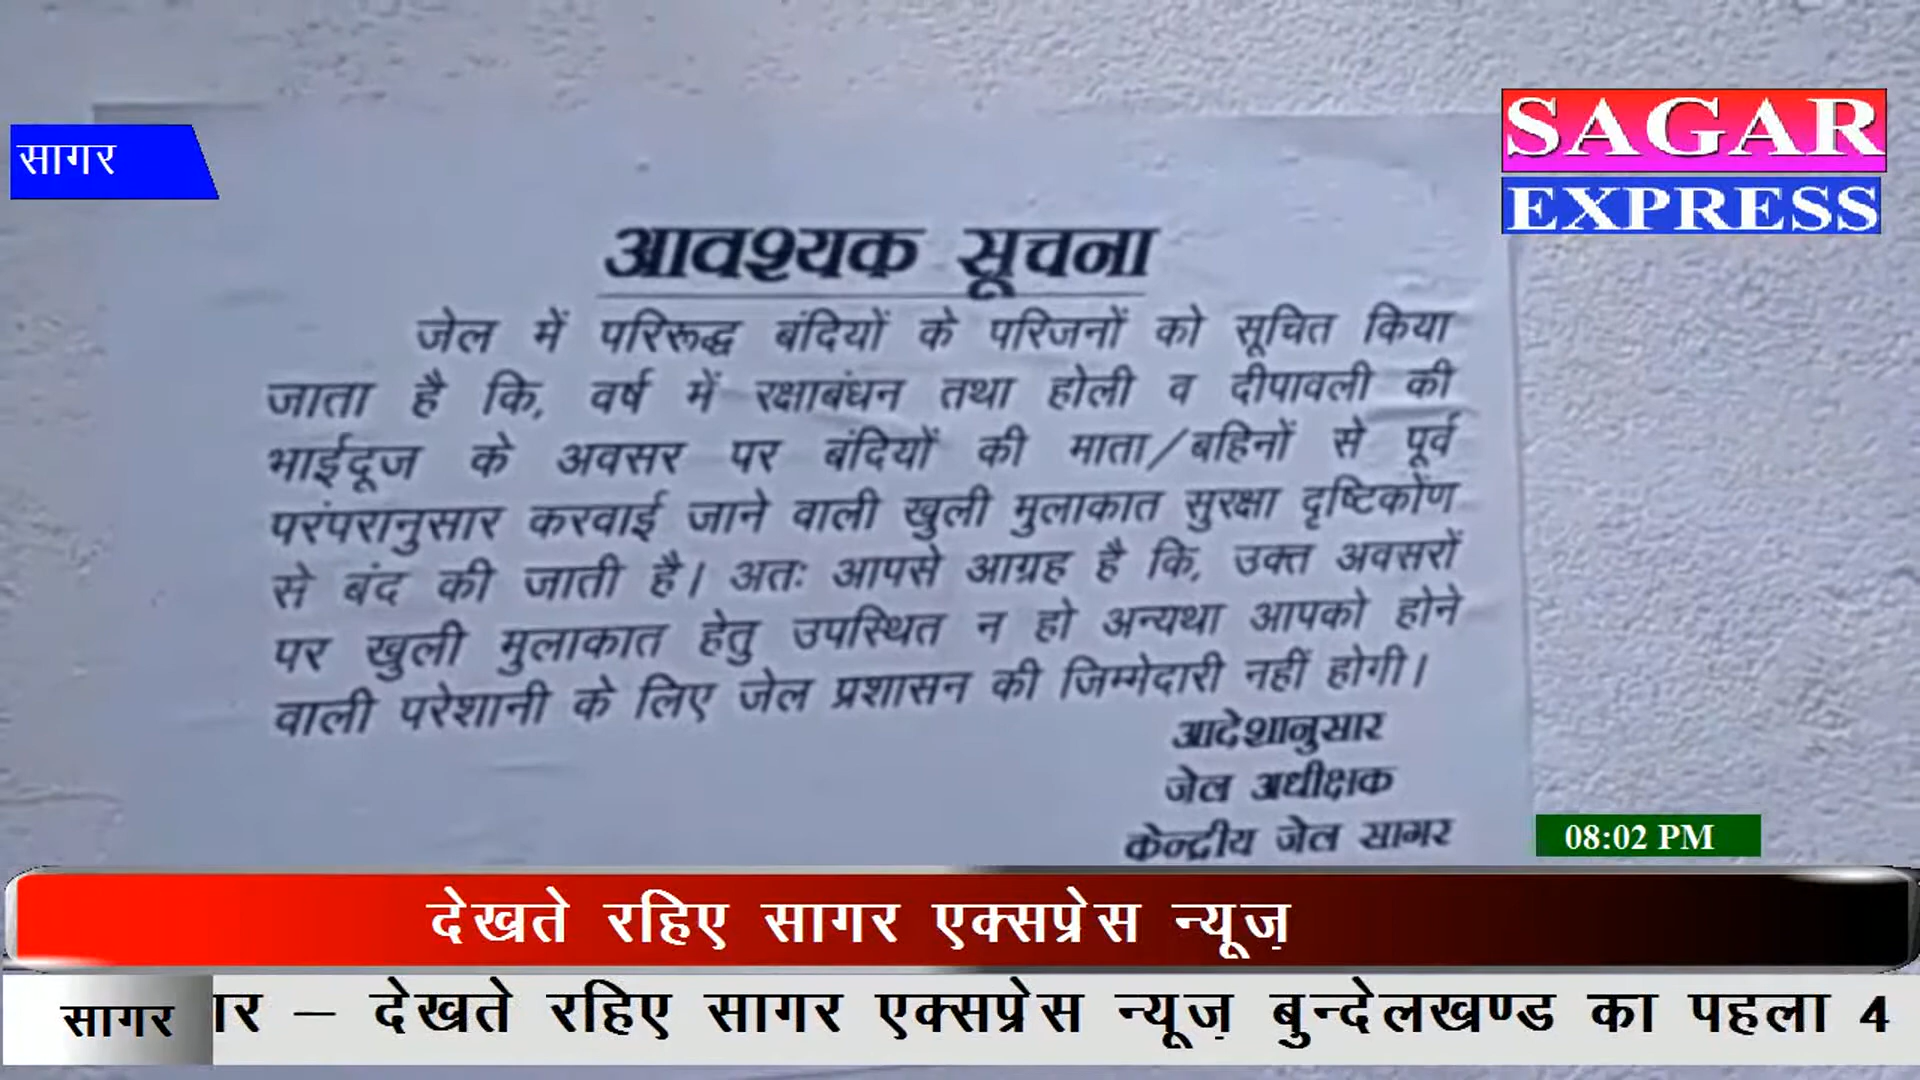 सागर
SAGAR
EXPRESS
आवश्यक सूचना
जेल में परिरूद्ध बंदियों के परिजनों को सूचित किया
जाता है कि, वर्ष में रक्षाबंधन तथा होली व दीपावली की
भाईदूज के अवसर पर बंदियों की माता/बहिनों से पूर्व
परंपरानुसार करवाई जाने वाली खुली मुलाकात सुरक्षा दृष्टिकोंण
से बंद की जाती है। अतः आपसे आग्रह है कि, उक्त अवसरों
पर खुली मुलाकात हेतु उपस्थित न हो अन्यथा आपको होने
वाली परेशानी के लिए जेल प्रशासन की जिम्मेदारी नहीं होगी।
आदेशानुसार
जेल अधीक्षक
केन्द्रीय जेल सागर
08:02 PM
देखते रहिए सागर एक्सप्रेस न्यूज़
सागर
– देखते रहिए सागर एक्सप्रेस न्यूज़ बुन्देलखण्ड का पहला 4